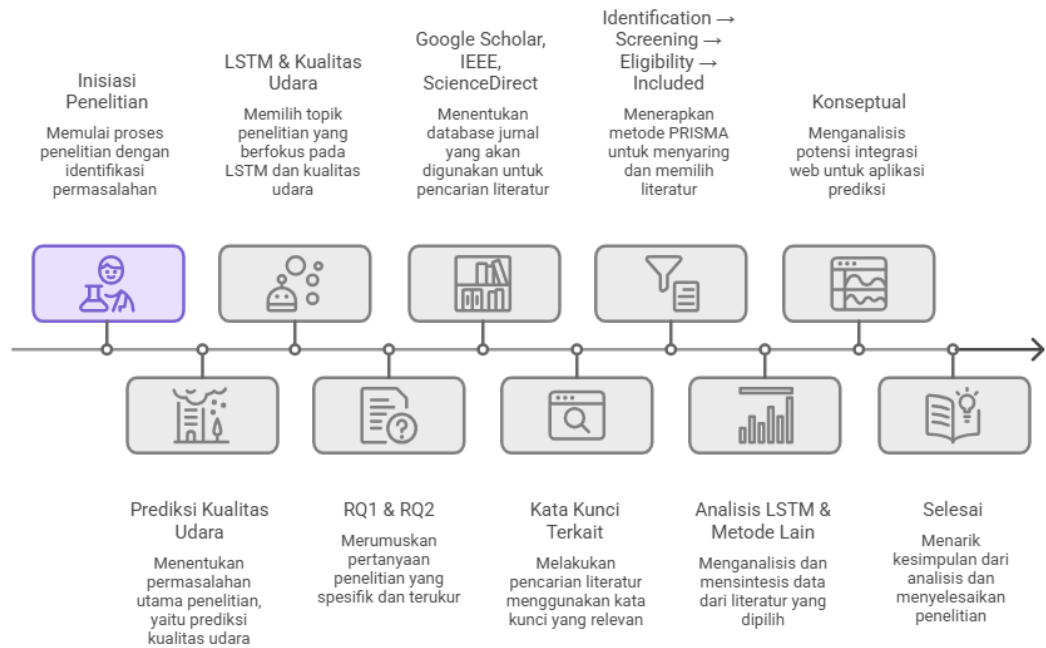 Inisiasi
Penelitian
Memulai proses
penelitian dengan
identifikasi
permasalahan
LSTM & Kualitas
Udara
Memilih topik
penelitian yang
berfokus pada
LSTM dan kualitas
udara
Google Scholar,
IEEE,
ScienceDirect
Menentukan
database jurnal
yang akan
digunakan untuk
pencarian literatur
Identification →
Screening →
Eligibility →
Included
Menerapkan
metode PRISMA
untuk menyaring
dan memilih
literatur
Konseptual
Menganalisis
potensi integrasi
web untuk aplikasi
prediksi
Prediksi Kualitas
Udara
Menentukan
permasalahan
utama penelitian,
yaitu prediksi
kualitas udara
RQ1 & RQ2
Merumuskan
pertanyaan
penelitian yang
spesifik dan terukur
Kata Kunci
Terkait
Melakukan
pencarian literatur
menggunakan kata
kunci yang relevan
Analisis LSTM &
Metode Lain
Menganalisis dan
mensintesis data
dari literatur yang
dipilih
Selesai
Menarik
kesimpulan dari
analisis dan
menyelesaikan
penelitian